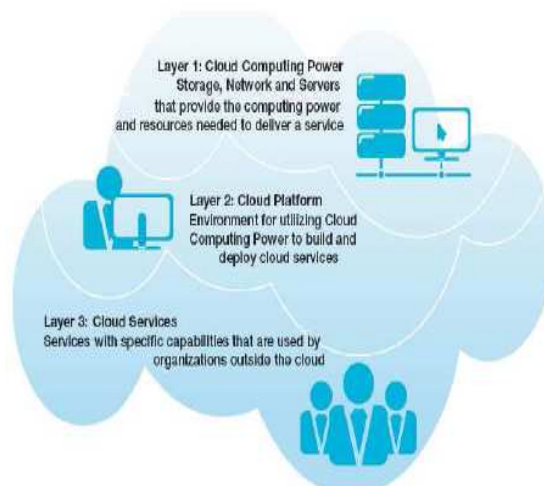 Layer 1: Cloud Computing Power
Storage, Network and Servers
that provide the computing power
and resources needed to deliver a service
Layer 2: Cloud Platform
Environment for utilizing Cloud
Computing Power to build and
deploy cloud services
Layer 3: Cloud Services
Services with specific capabilities that are used by
organizations outside the cloud